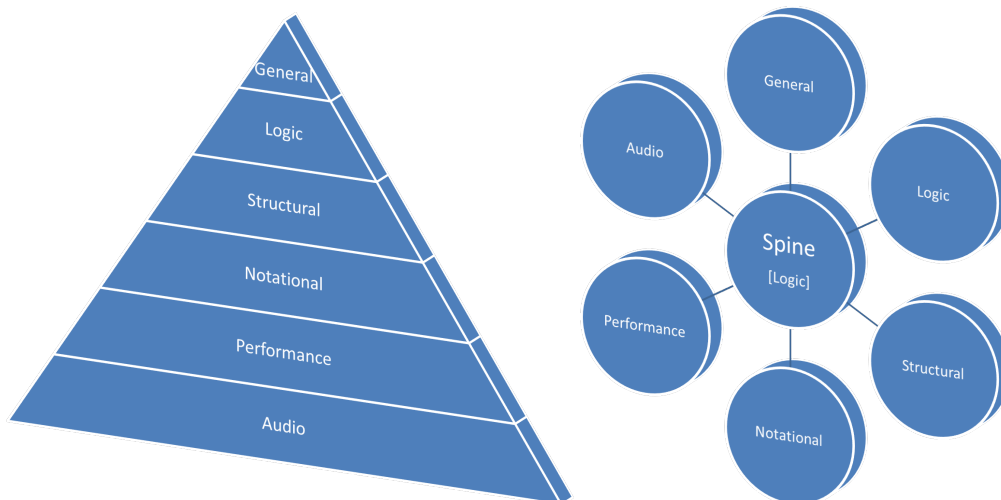 General
Logic
Structural
Notational
Performance
Audio
General
Audio
Logic
Spine
[Logic]
Performance
Structural
Notational